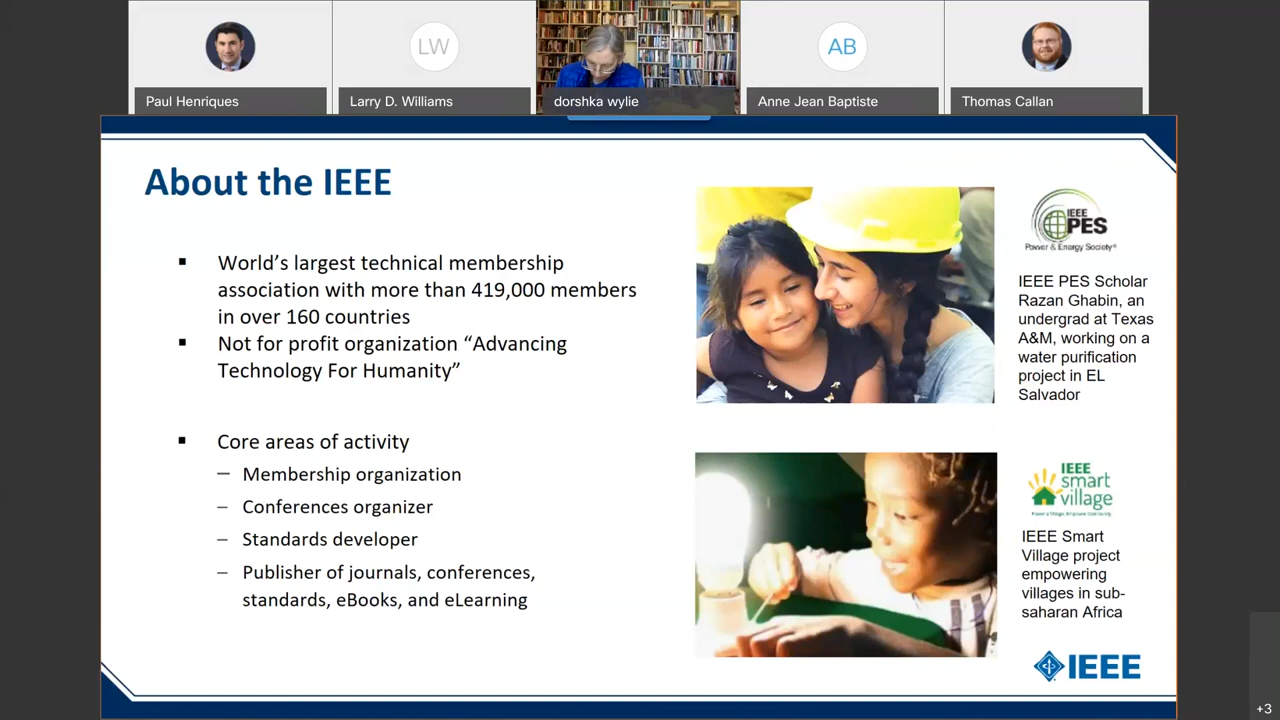 LW
AB
Paul Henriques
Larry D. Williams
dorshka wylie
Anne Jean Baptiste
Thomas Callan
About the IEEE
World’s largest technical membership
association with more than 419,000 members
in over 160 countries
Not for profit organization “Advancing
Technology For Humanity”
Core areas of activity
– Membership organization
– Conferences organizer
– Standards developer
– Publisher of journals, conferences,
standards, eBooks, and eLearning
IEEE
PES
Power & Energy Society®
IEEE PES Scholar
Razan Ghabin, an
undergrad at Texas
A&M, working on a
water purification
project in EL
Salvador
IEEE
smart
village
IEEE Smart
Village project
empowering
villages in sub-
saharan Africa
IEEE
+3